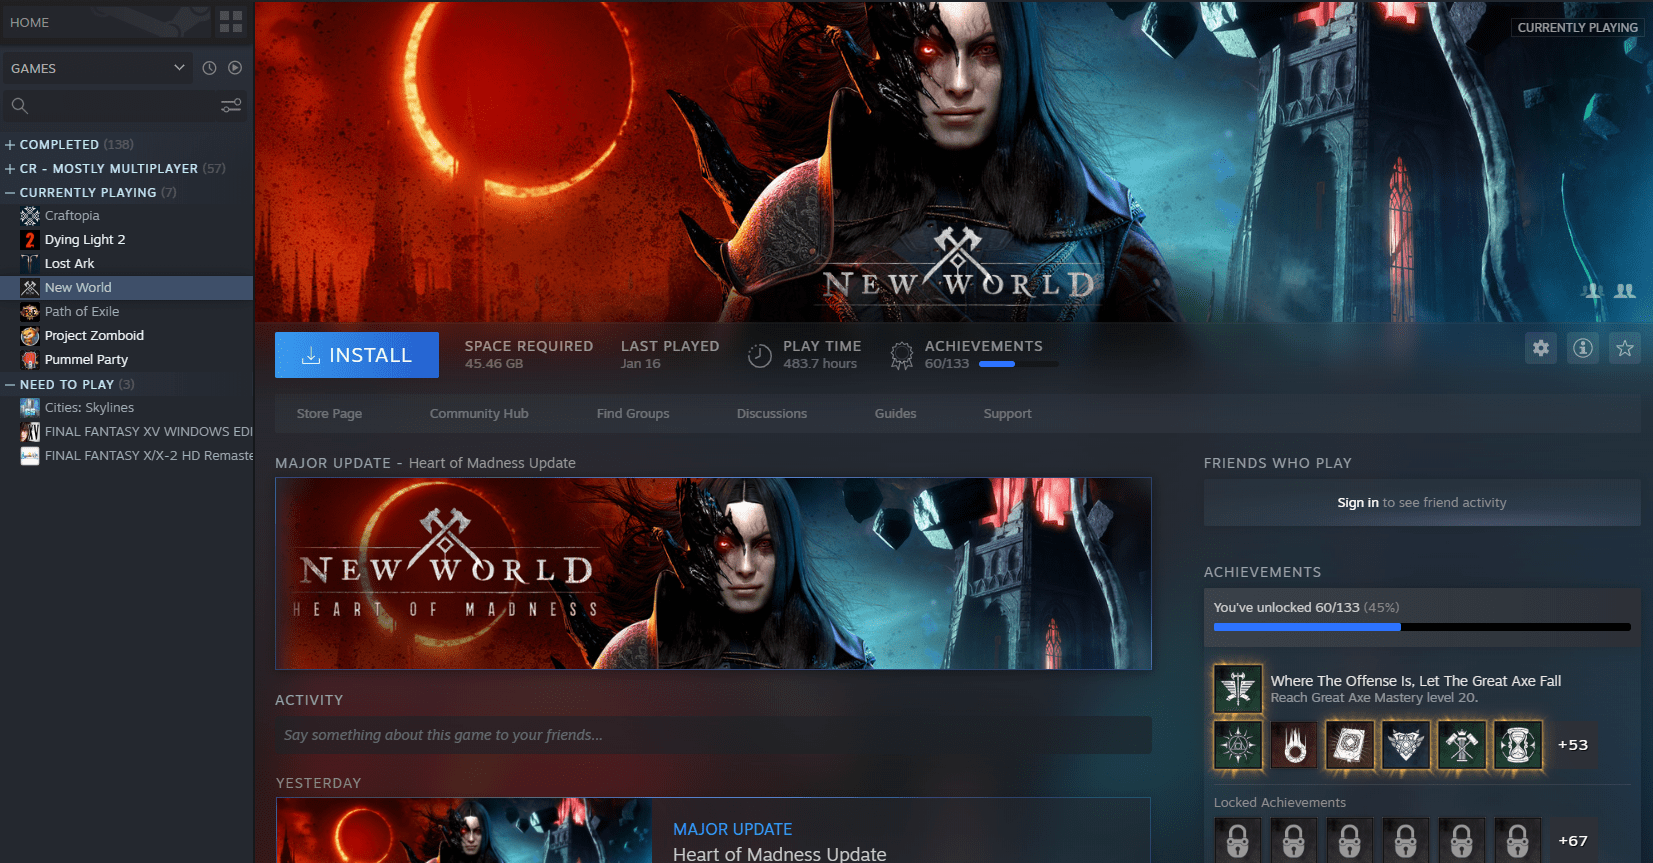 HOME
GAMES
COMPLETED (138)
CR - MOSTLY MULTIPLAYER (57)
CURRENTLY PLAYING (7)
Craftopia
Dying Light 2
Lost Ark
New World
Path of Exile
Project Zomboid
Pummel Party
NEED TO PLAY (3)
Cities: Skylines
FINAL FANTASY XV WINDOWS EDI
FINAL FANTASY X/X-2 HD Remaste
CURRENTLY PLAYING
NEW WORLD
INSTALL
SPACE REQUIRED
45.46 GB
LAST PLAYED
Jan 16
PLAY TIME
483.7 hours
ACHIEVEMENTS
60/133
Store Page
Community Hub
Find Groups
Discussions
Guides
Support
MAJOR UPDATE - Heart of Madness Update
NEW WORLD
HEART OF MADNESS
ACTIVITY
Say something about this game to your friends...
YESTERDAY
MAJOR UPDATE
Heart of Madness Update
FRIENDS WHO PLAY
Sign in to see friend activity
ACHIEVEMENTS
You've unlocked 60/133 (45%)
Where The Offense Is, Let The Great Axe Fall
Reach Great Axe Mastery level 20.
+53
Locked Achievements
+67